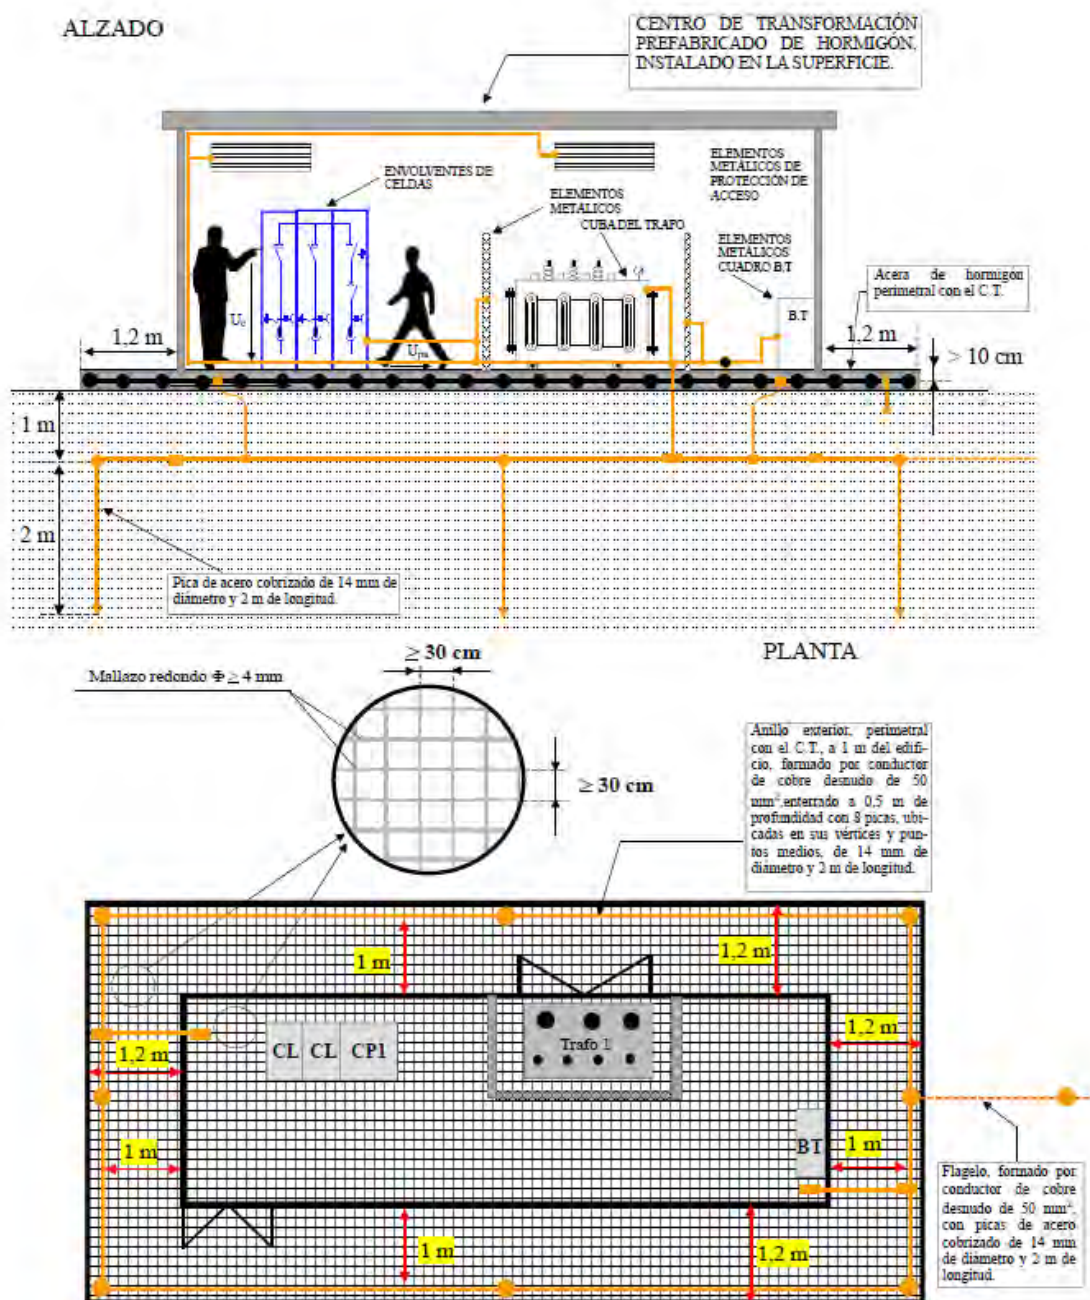 ALZADO
CENTRO DE TRANSFORMACIÓN
PREFABRICADO DE HORMIGÓN,
INSTALADO EN LA SUPERFICIE.
ENVOLVENTES DE
CELDAS
ELEMENTOS
METÁLICOS
CUBA DEL TRAFO
ELEMENTOS
METÁLICOS DE
PROTECCIÓN DE
ACCESO
ELEMENTOS
METÁLICOS
CUADRO B.T
Acera de hormigón
perimetral con el C.T.
B.T
Uc
Upa
1,2 m
1,2 m
> 10 cm
1 m
2 m
Pica de acero cobrizado de 14 mm de
diámetro y 2 m de longitud.
PLANTA
≥ 30 cm
Mallazo redondo Φ ≥ 4 mm
≥ 30 cm
Anillo exterior, perimetral
con el C.T., a 1 m del edifi-
cio, formado por conductor
de cobre desnudo de 50
mm², enterrado a 0,5 m de
profundidad con 8 picas, ubi-
cadas en sus vértices y pun-
tos medios, de 14 mm de
diámetro y 2 m de longitud.
1 m
1,2 m
CL CL CP1
Trafo 1
1,2 m
1,2 m
1 m
BT
1 m
1 m
1,2 m
Flagelo, formado por
conductor de cobre
desnudo de 50 mm²,
con picas de acero
cobrizado de 14 mm
de diámetro y 2 m de
longitud.